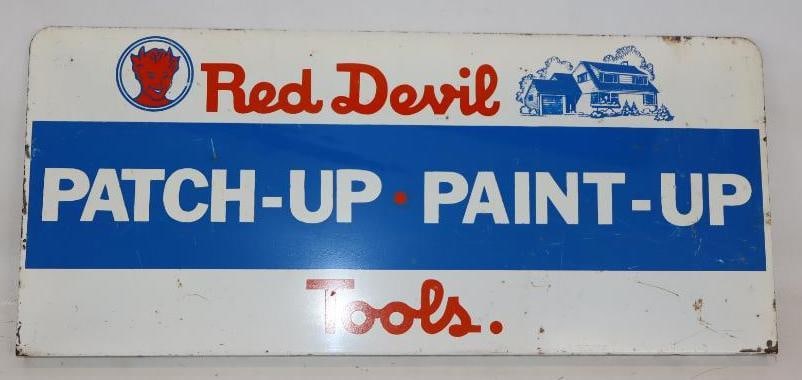 Red Devil
PATCH-UP • PAINT-UP
Tools.